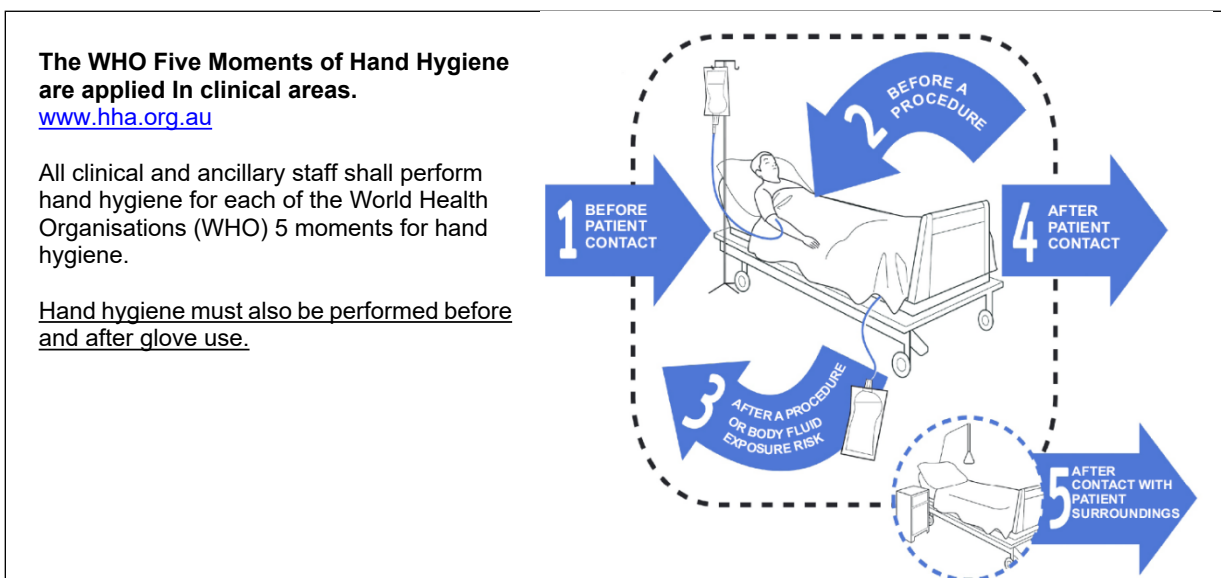 The WHO Five Moments of Hand Hygiene
are applied In clinical areas.
www.hha.org.au
All clinical and ancillary staff shall perform
hand hygiene for each of the World Health
Organisations (WHO) 5 moments for hand
hygiene.
Hand hygiene must also be performed before
and after glove use.
1
BEFORE
PATIENT
CONTACT
2
BEFORE A
PROCEDURE
3
AFTER A PROCEDURE
OR BODY FLUID
EXPOSURE RISK
4
AFTER
PATIENT
CONTACT
5
AFTER
CONTACT WITH
PATIENT
SURROUNDINGS